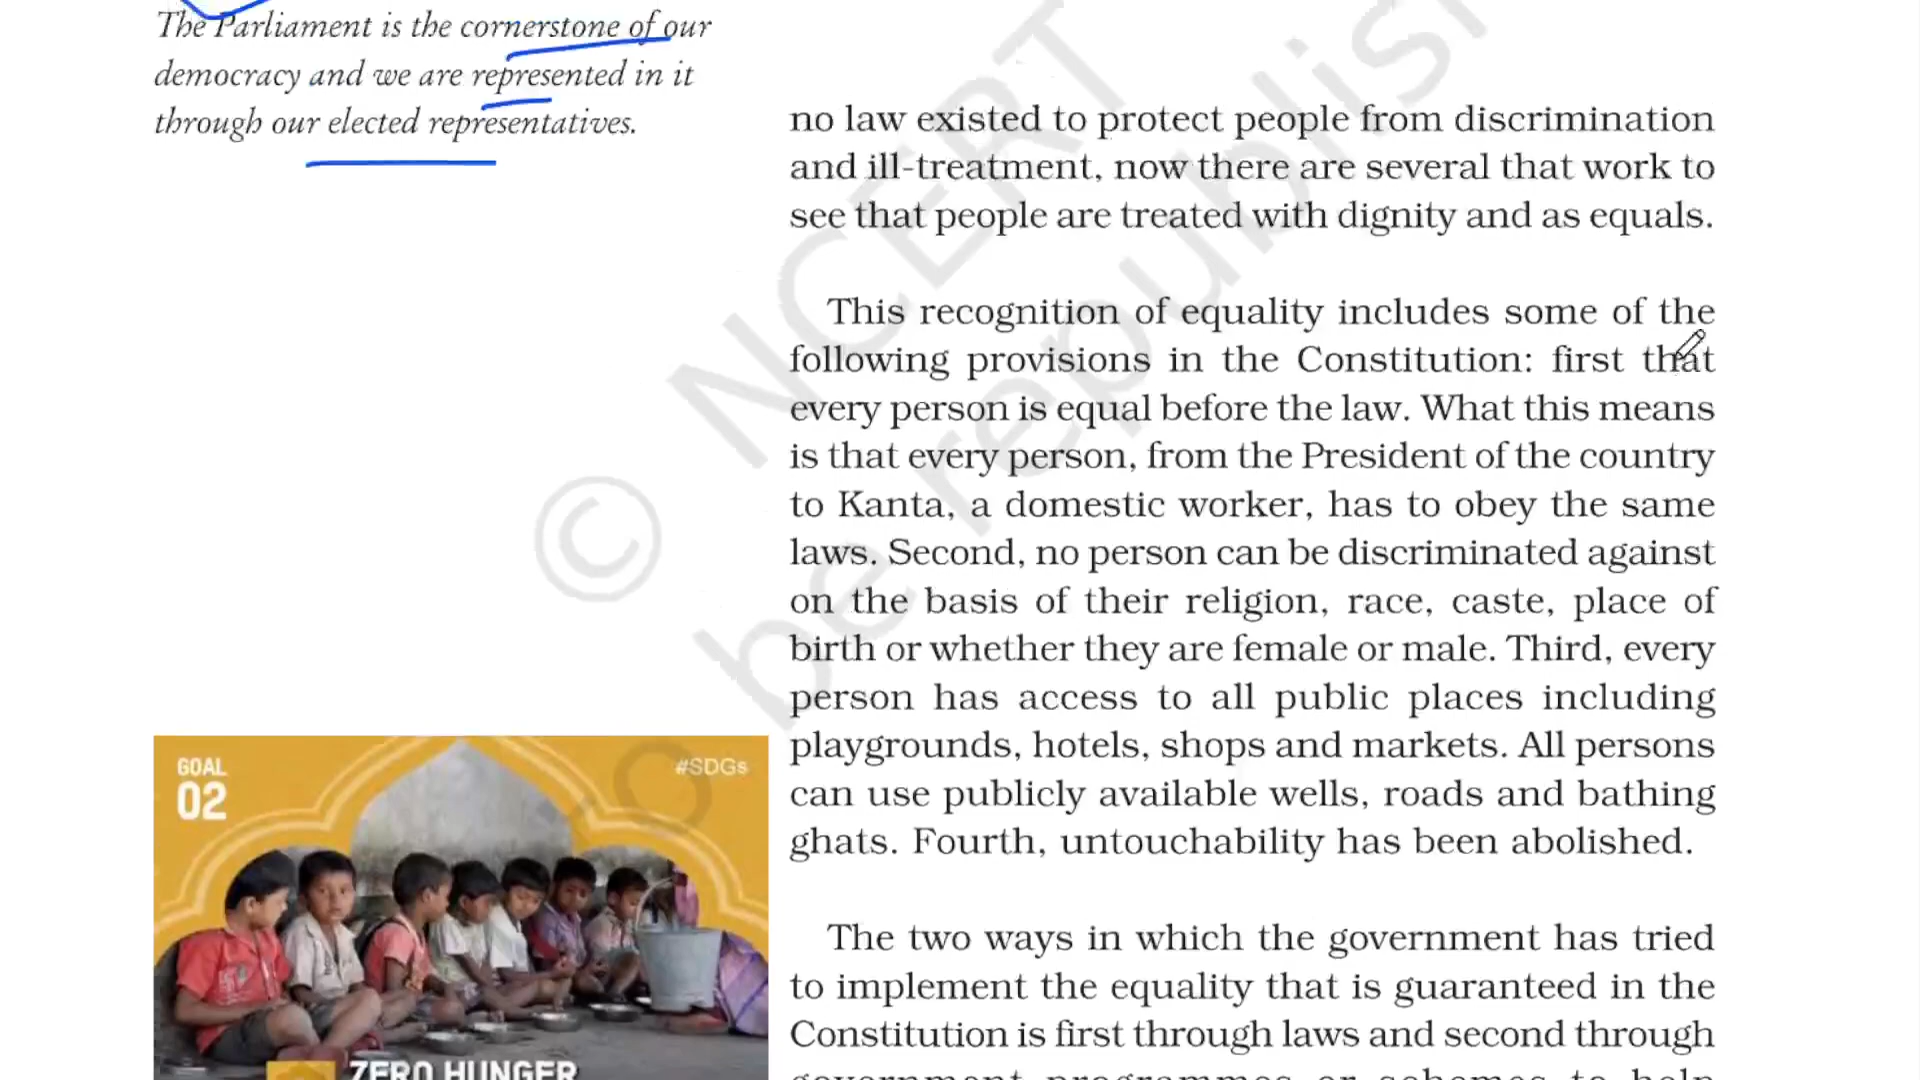 The Parliament is the cornerstone of our
democracy and we are represented in it
through our elected representatives.
no law existed to protect people from discrimination
and ill-treatment, now there are several that work to
see that people are treated with dignity and as equals.
This recognition of equality includes some of the
following provisions in the Constitution: first that
every person is equal before the law. What this means
is that every person, from the President of the country
to Kanta, a domestic worker, has to obey the same
laws. Second, no person can be discriminated against
on the basis of their religion, race, caste, place of
birth or whether they are female or male. Third, every
person has access to all public places including
playgrounds, hotels, shops and markets. All persons
can use publicly available wells, roads and bathing
ghats. Fourth, untouchability has been abolished.
The two ways in which the government has tried
to implement the equality that is guaranteed in the
Constitution is first through laws and second through
government programmes or schemes to help
GOAL
02
#SDGs
ZERO HUNGER
© NCERT
be republis